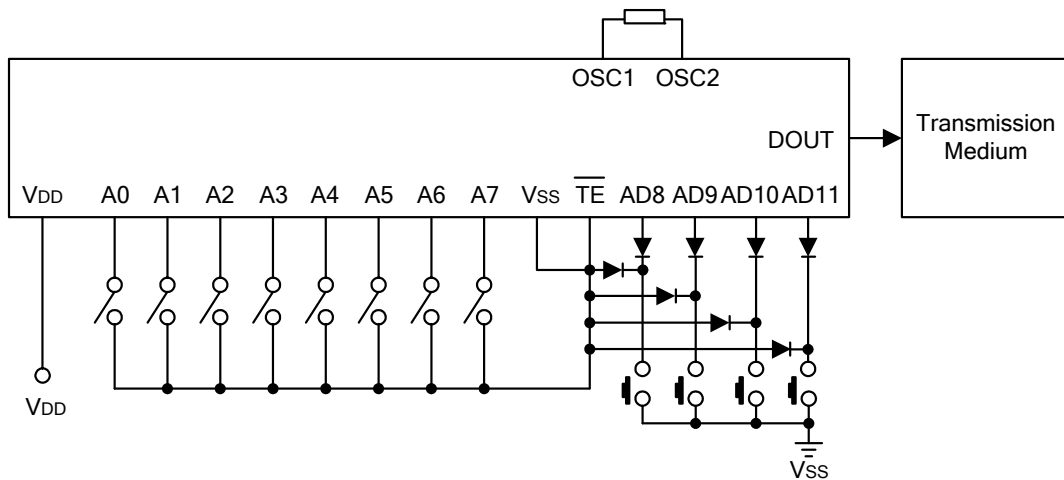 OSC1 OSC2
DOUT
Transmission
Medium
VDD A0 A1 A2 A3 A4 A5 A6 A7 VSS TE AD8 AD9 AD10 AD11
VDD
VSS